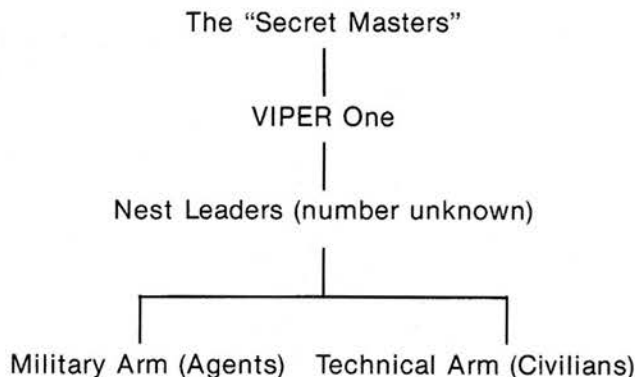 The “Secret Masters”
VIPER One
Nest Leaders (number unknown)
Military Arm (Agents) Technical Arm (Civilians)